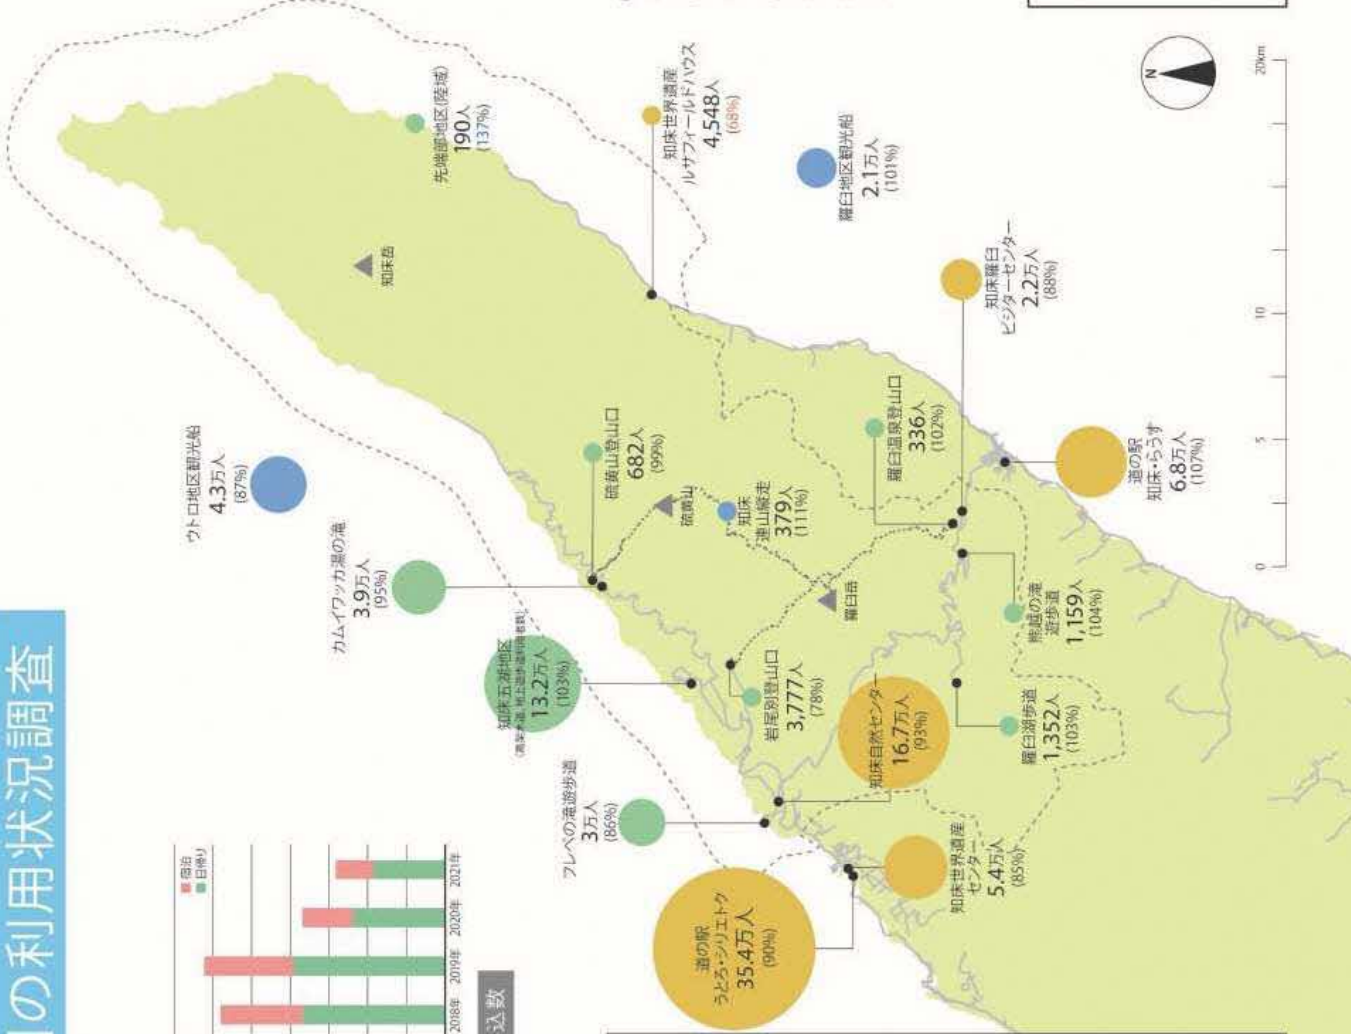 の利用状況調査
宿泊
日帰り
2018年
2019年
2020年
2021年
込数
ウトロ地区観光船
4.3万人
(87%)
カムイワッカ湯の滝
3.9万人
(95%)
知床五湖地区
13.2万人
(103%)
フレペの滝遊歩道
3万人
(86%)
道の駅
うとろ・シリエトク
35.4万人
(90%)
知床世界遺産
センター
5.4万人
(85%)
知床自然センター
16.7万人
(93%)
岩尾別登山口
3,777人
(78%)
硫黄山登山口
682人
(99%)
硫黄山
知床
連山縦走
379人
(111%)
羅臼岳
羅臼湖歩道
1,352人
(103%)
熊越の滝
遊歩道
1,159人
(104%)
羅臼温泉登山口
336人
(102%)
道の駅
知床・らうす
6.8万人
(107%)
知床羅臼
ビジターセンター
2.2万人
(88%)
羅臼地区観光船
2.1万人
(101%)
知床世界遺産
ルサフィールドハウス
4,548人
(68%)
先端部地区(陸域)
190人
(137%)
知床岳
N
0
5
10
20km